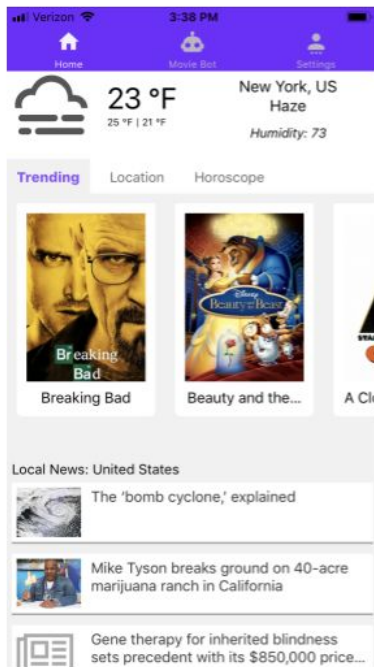 Verizon 3:38 PM
Home Movie Bot Settings
23 °F
25 °F | 21 °F
New York, US
Haze
Humidity: 73
Trending Location Horoscope
Breaking
Bad
Disney
Beauty and the Beast
Breaking Bad
Beauty and the...
A Cl
Local News: United States
The ‘bomb cyclone,’ explained
Mike Tyson breaks ground on 40-acre
marijuana ranch in California
Gene therapy for inherited blindness
sets precedent with its $850,000 price...